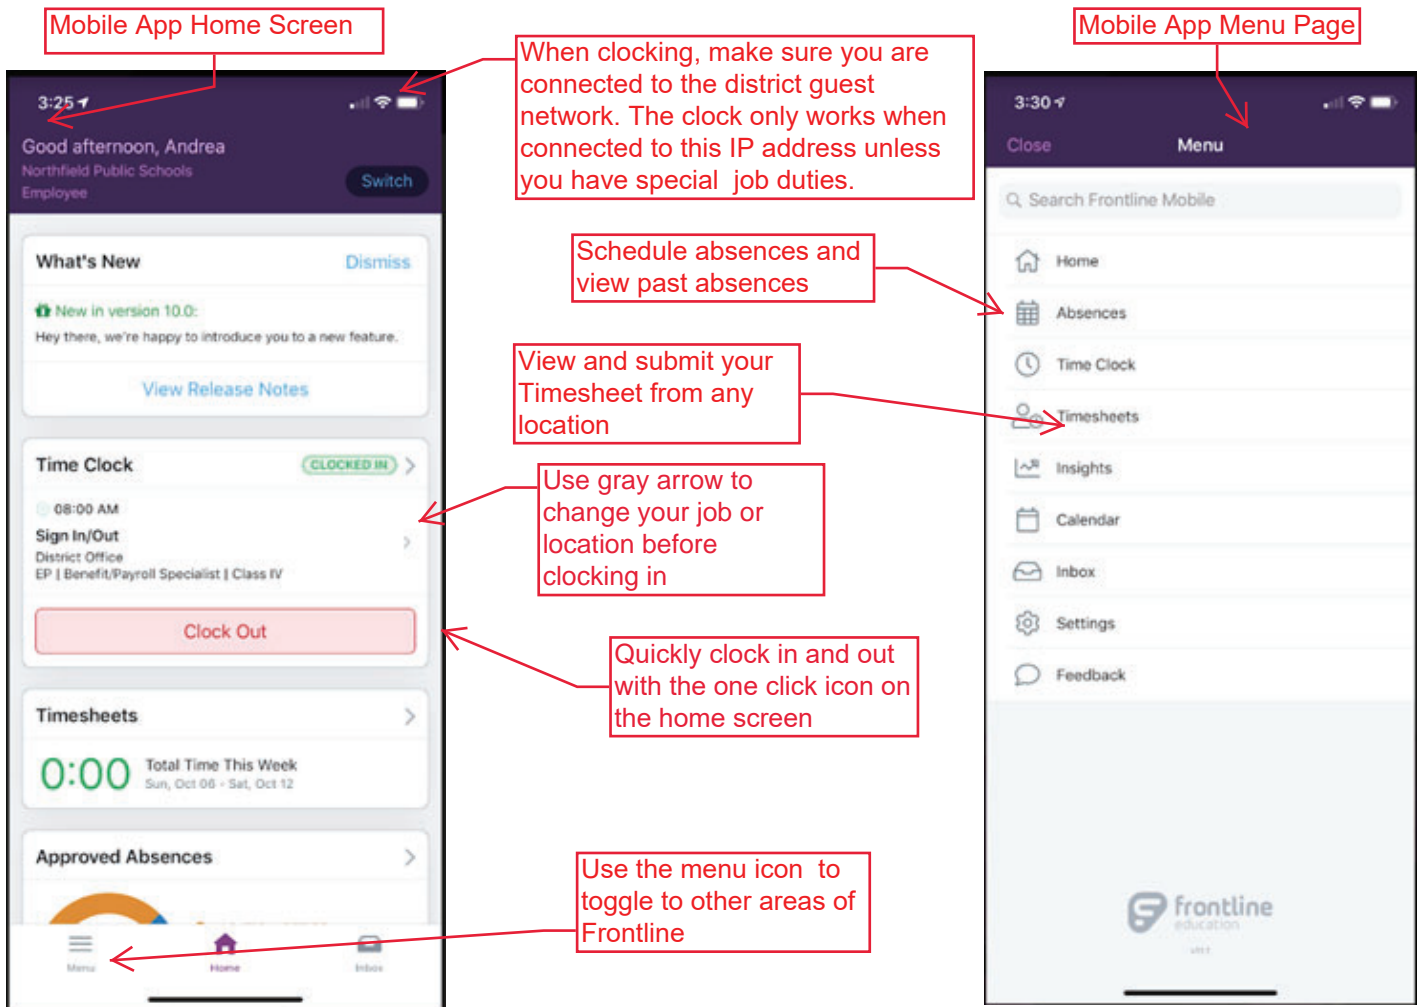 Mobile App Home Screen
3:25
Good afternoon, Andrea
Northfield Public Schools
Employee
Switch
What's New
Dismiss
New in version 10.0:
Hey there, we're happy to introduce you to a new feature.
View Release Notes
Time Clock
CLOCKED IN
08:00 AM
Sign In/Out
District Office
EP | Benefit/Payroll Specialist | Class IV
Clock Out
Timesheets
0:00
Total Time This Week
Sun, Oct 06 - Sat, Oct 12
Approved Absences
Menu
Home
Inbox
When clocking, make sure you are
connected to the district guest
network. The clock only works when
connected to this IP address unless
you have special job duties.
Schedule absences and
view past absences
View and submit your
Timesheet from any
location
Use gray arrow to
change your job or
location before
clocking in
Quickly clock in and out
with the one click icon on
the home screen
Use the menu icon to
toggle to other areas of
Frontline
Mobile App Menu Page
3:30
Close
Menu
Search Frontline Mobile
Home
Absences
Time Clock
Timesheets
Insights
Calendar
Inbox
Settings
Feedback
frontline
education